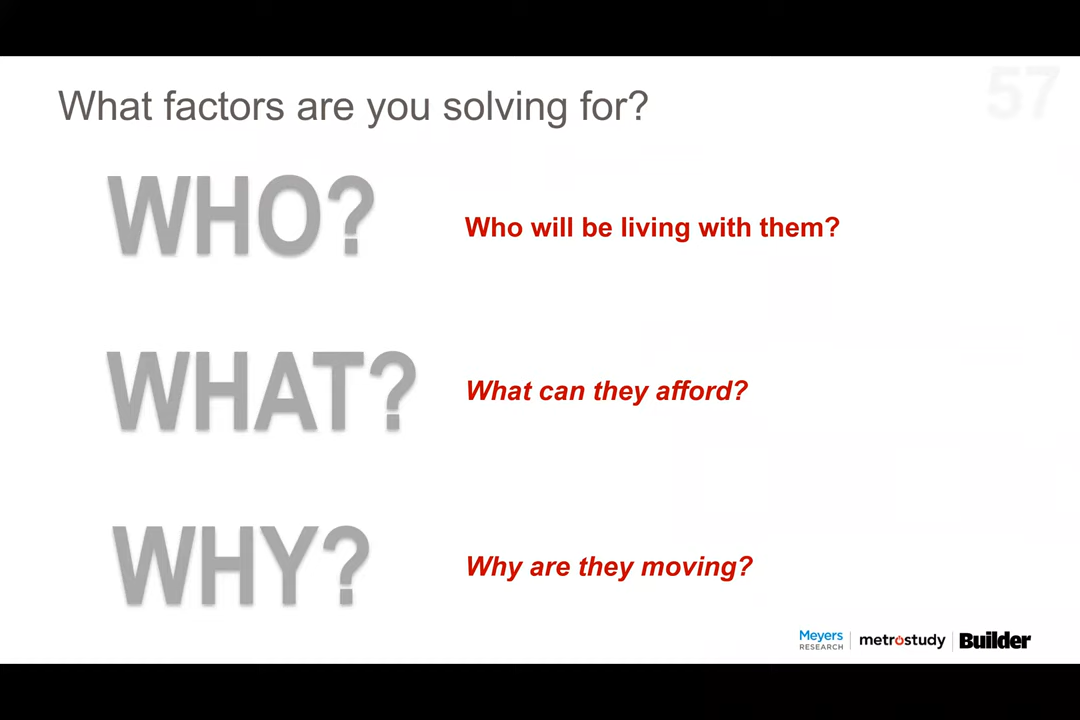 57
What factors are you solving for?
WHO?
Who will be living with them?
WHAT?
What can they afford?
WHY?
Why are they moving?
Meyers
RESEARCH
metrostudy
Builder